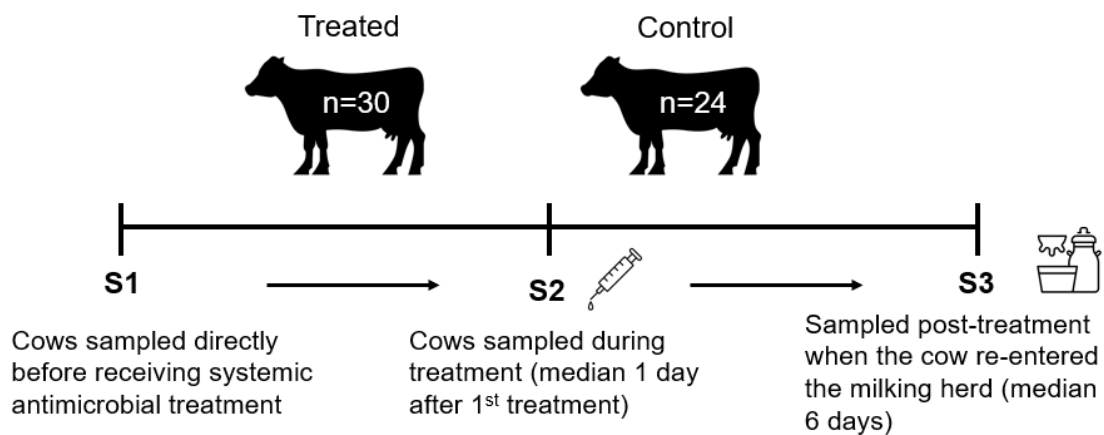 Treated
Control
n=30
n=24
S1
S2
S3
Cows sampled directly
before receiving systemic
antimicrobial treatment
Cows sampled during
treatment (median 1 day
after 1st treatment)
Sampled post-treatment
when the cow re-entered
the milking herd (median
6 days)